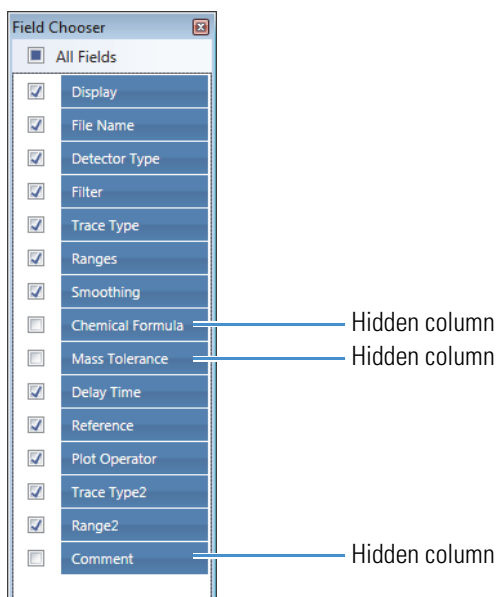 Field Chooser
All Fields
Display
File Name
Detector Type
Filter
Trace Type
Ranges
Smoothing
Chemical Formula Hidden column
Mass Tolerance Hidden column
Delay Time
Reference
Plot Operator
Trace Type2
Range2
Comment Hidden column